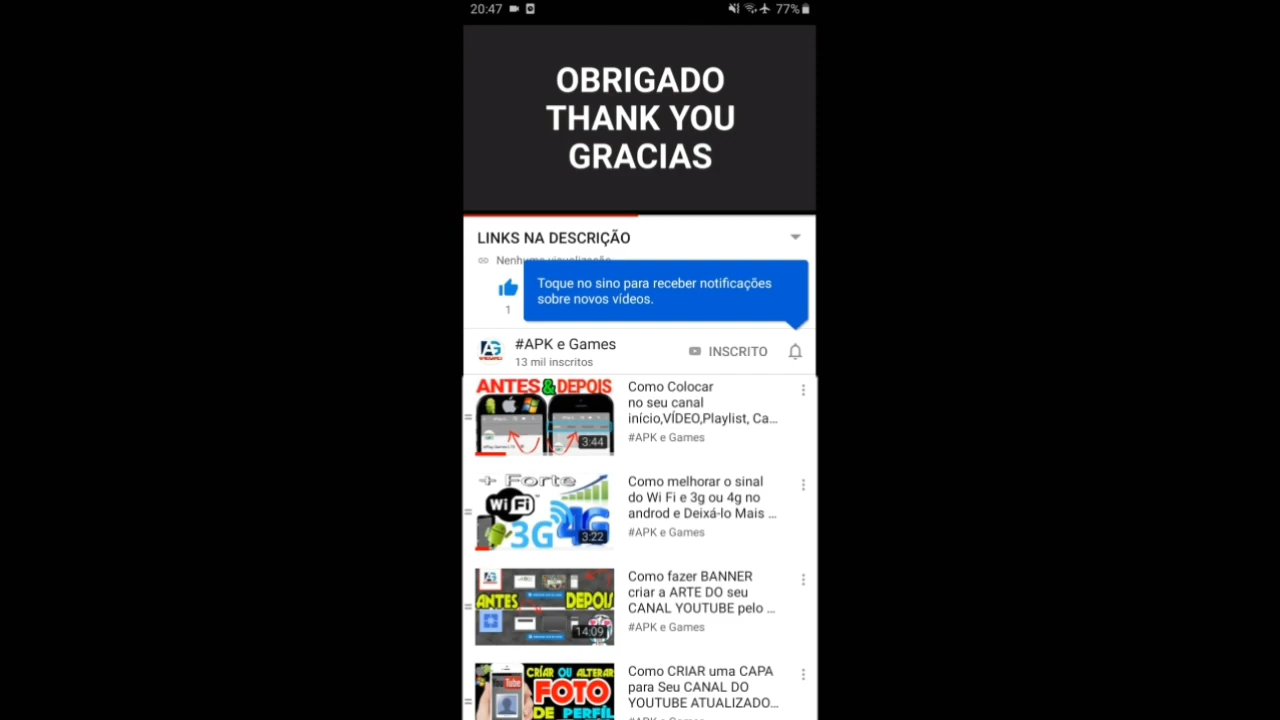 20:47
77%
OBRIGADO
THANK YOU
GRACIAS
LINKS NA DESCRIÇÃO
Nenhuma visualização
Toque no sino para receber notificações
sobre novos vídeos.
1
#APK e Games
13 mil inscritos
INSCRITO
ANTES&DEPOIS
3:44
Como Colocar
no seu canal
início,VÍDEO,Playlist, Ca...
#APK e Games
+ Forte
Wi Fi
3G 4G
3:22
Como melhorar o sinal
do Wi Fi e 3g ou 4g no
androd e Deixá-lo Mais ...
#APK e Games
ANTES DEPOIS
14:09
Como fazer BANNER
criar a ARTE DO seu
CANAL YOUTUBE pelo ...
#APK e Games
CRÍAR OU ALTERAR
FOTO
DE PERFÍL
Como CRIAR uma CAPA
para Seu CANAL DO
YOUTUBE ATUALIZADO...